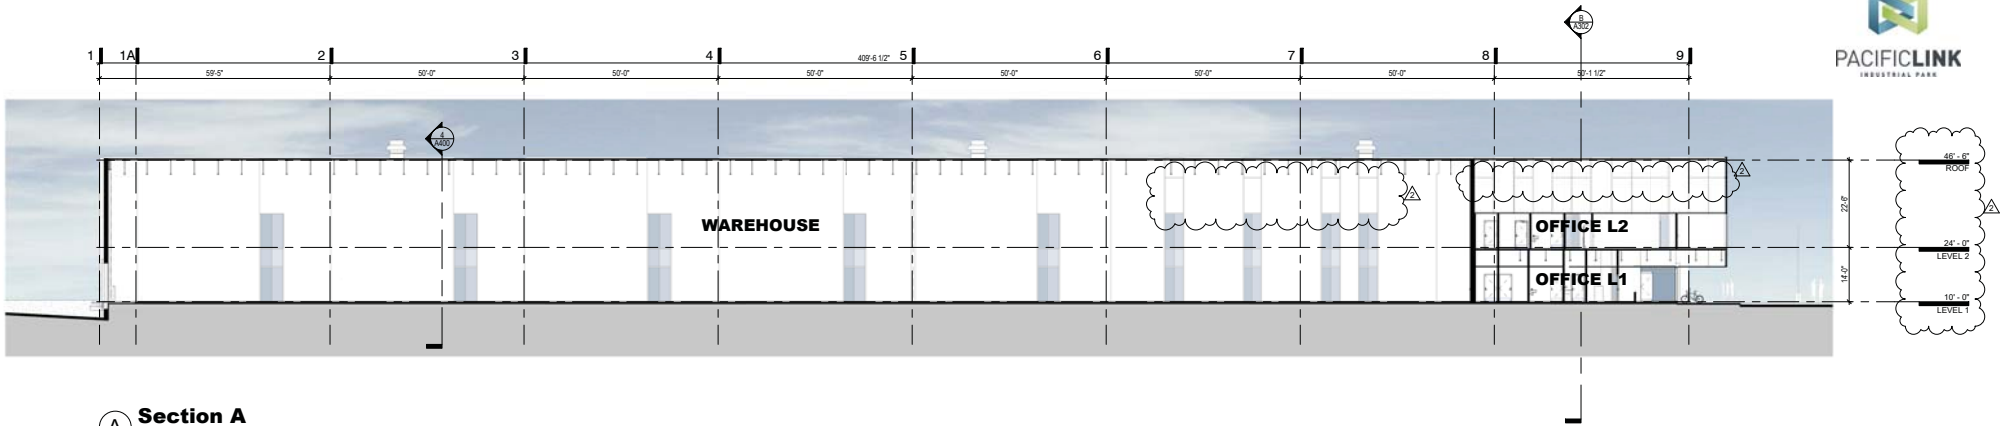 B
A302
PACIFICLINK
INDUSTRIAL PARK
1 1A 2 3 4 5 6 7 8 9
409'-6 1/2"
59'-5" 50'-0" 50'-0" 50'-0" 50'-0" 50'-0" 50'-0" 50'-1 1/2"
4
A400
46' - 6"
ROOF
2
2
2
22'-6"
WAREHOUSE
OFFICE L2
24' - 0"
LEVEL 2
OFFICE L1
14'-0"
10' - 0"
LEVEL 1
A
Section A